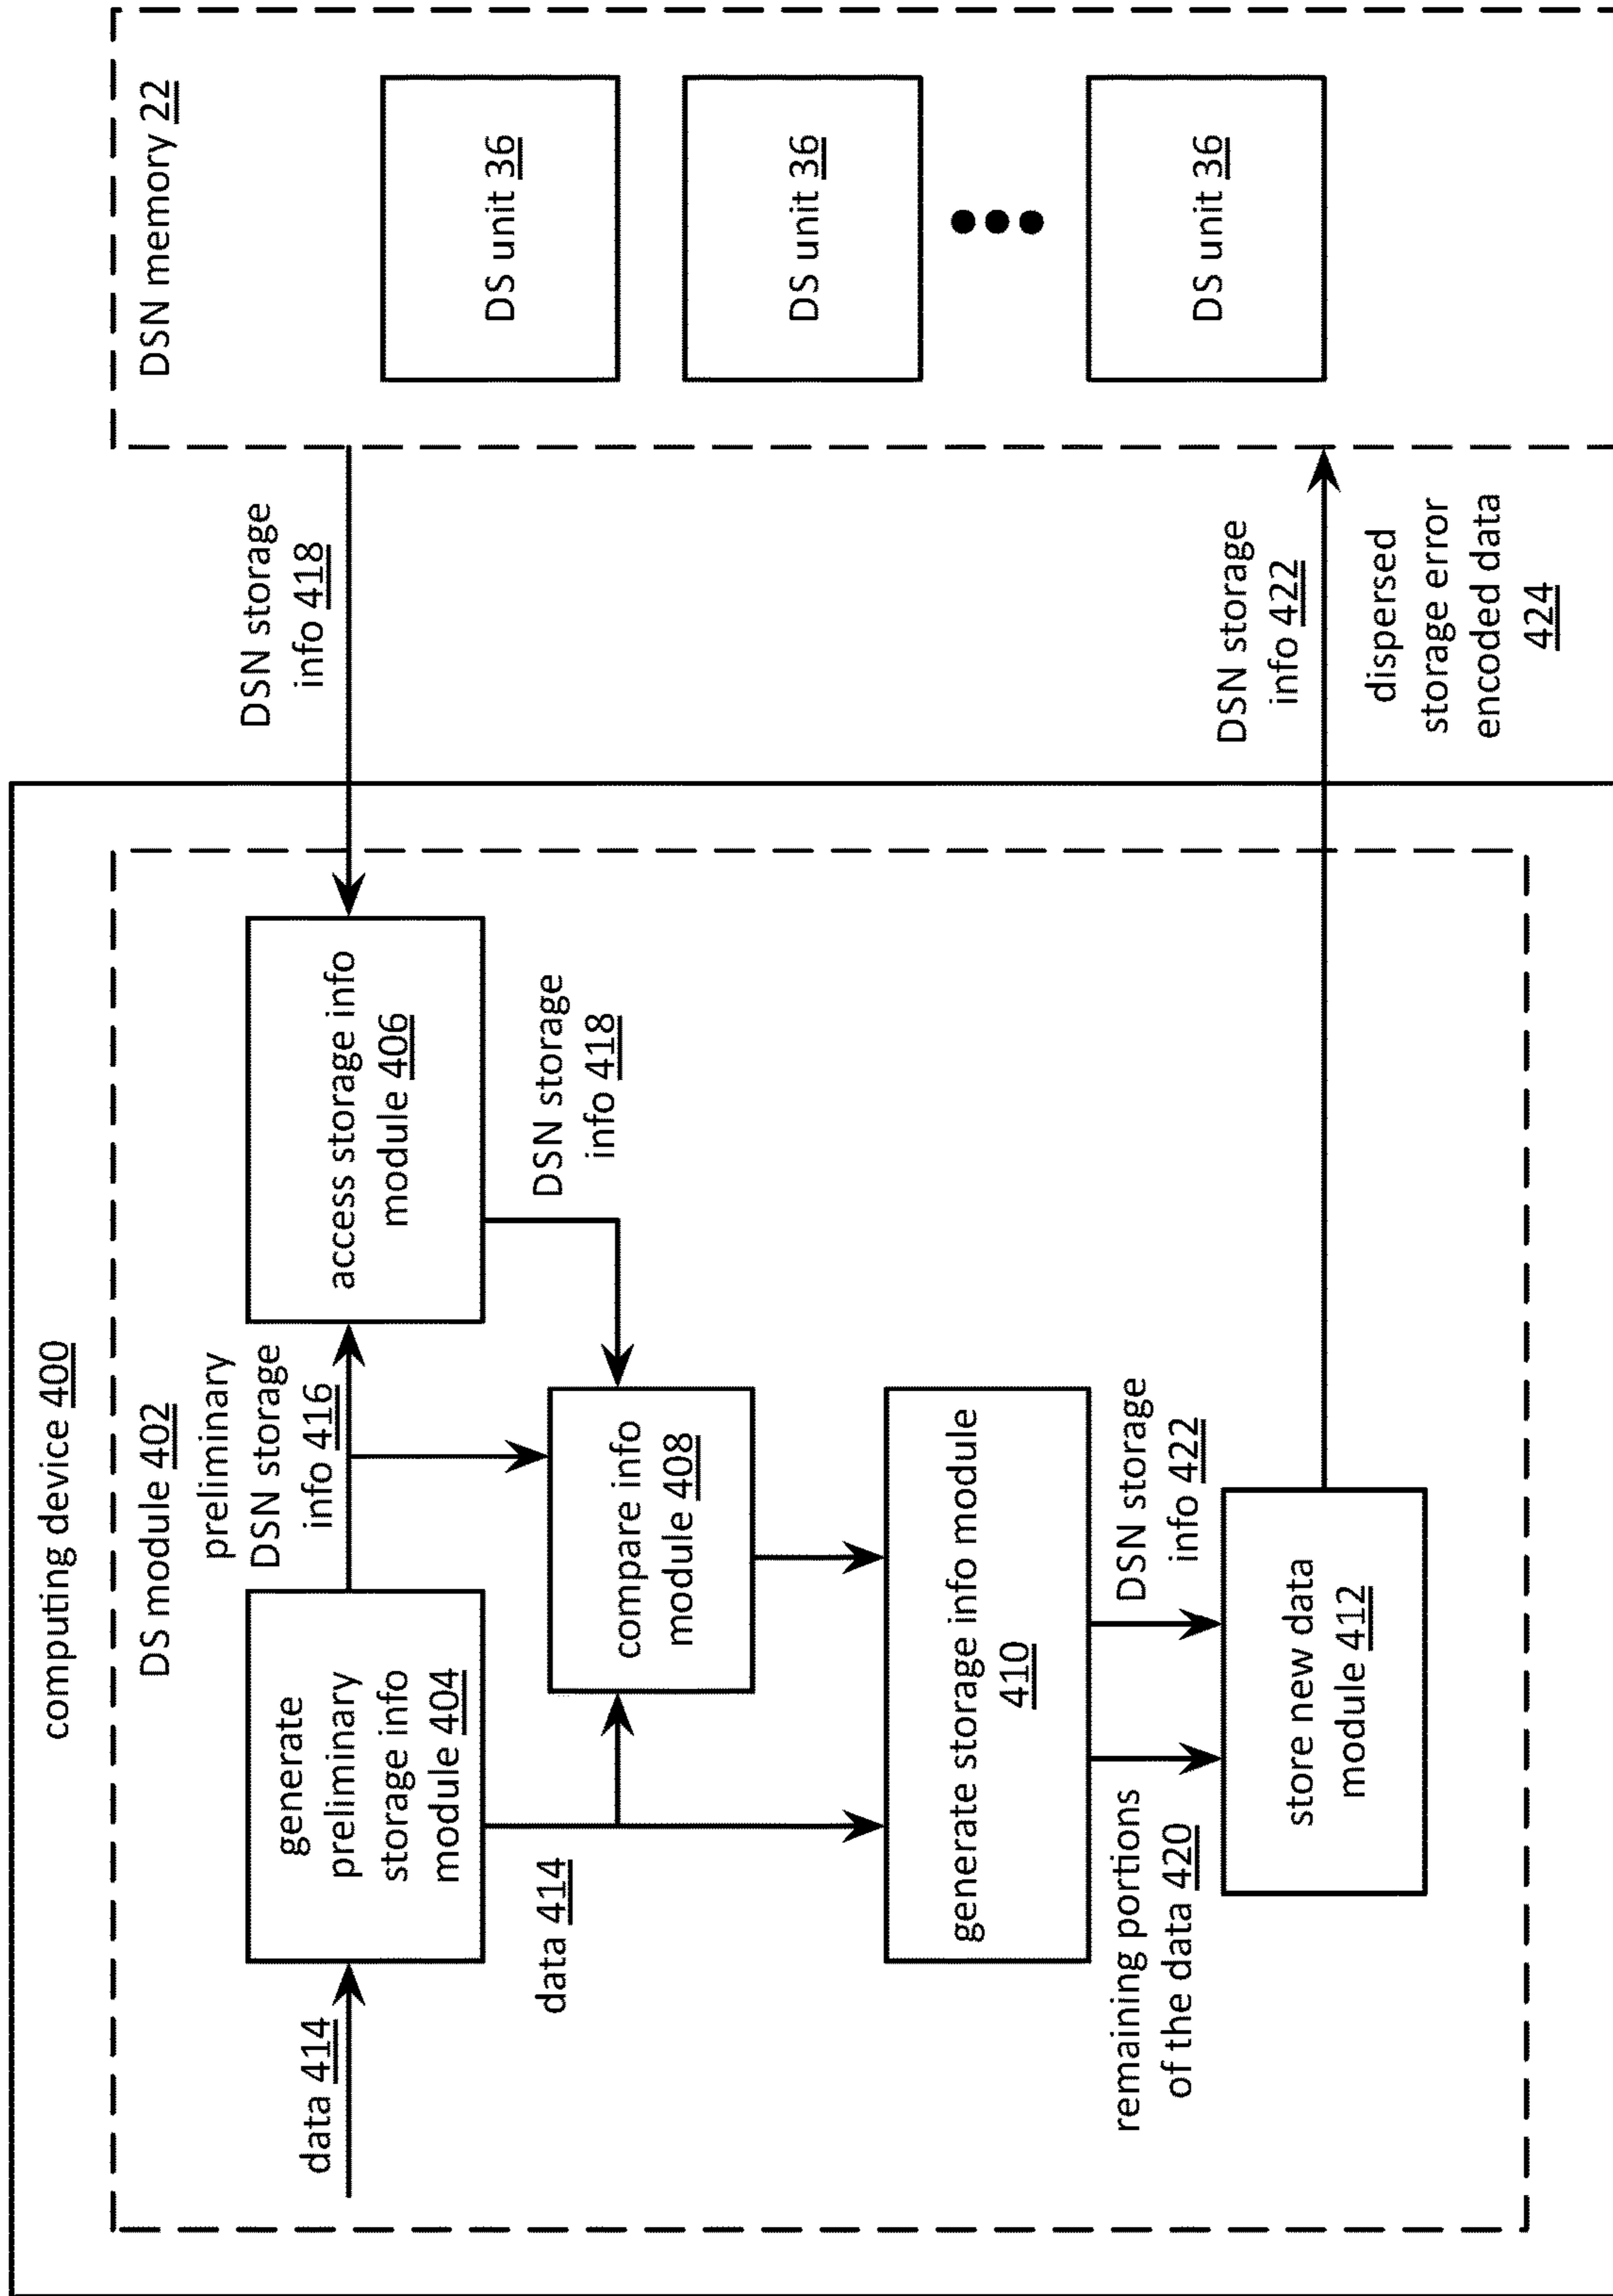 computing device 400
DS module 402
data 414
generate
preliminary
storage info
module 404
preliminary
DSN storage
info 416
access storage info
module 406
DSN storage
info 418
DSN memory 22
DS unit 36
DS unit 36
DS unit 36
data 414
compare info
module 408
DSN storage
info 418
generate storage info module
410
remaining portions
of the data 420
DSN storage
info 422
store new data
module 412
DSN storage
info 422
dispersed
storage error
encoded data
424